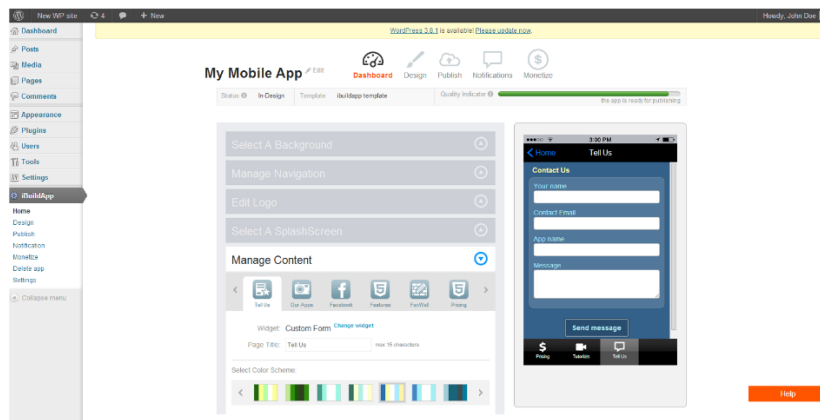 New WP site 4 + New Howdy, John Doe
Dashboard
WordPress 3.8.1 is available! Please update now.
Posts
Media
Pages
Comments
Appearance
Plugins
Users
Tools
Settings
iBuildApp
Home
Design
Publish
Notification
Monetize
Delete app
Settings
Collapse menu
My Mobile App Edit
Dashboard Design Publish Notifications Monetize
Status In-Design Template ibuildapp template Quality Indicator
the app is ready for publishing
Select A Background
Manage Navigation
Edit Logo
Select A SplashScreen
Manage Content
Tell Us Our Apps Facebook Features FanWall Pricing
Widget: Custom Form Change widget
Page Title: Tell Us max 15 characters
Select Color Scheme:
3:00 PM
Home Tell Us
Contact Us
Your name
Contact Email
App name
Message
Send message
Pricing Tutorials Tell Us
Help